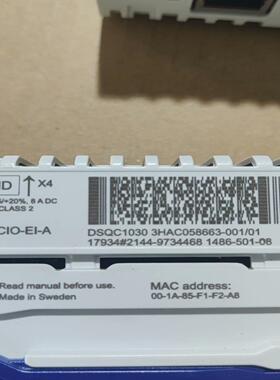 X4
+20%, 8 A DC
CLASS 2
CIO-EI-A
DSQC1030 3HAC058663-001/01
17934#2144-9734468 1486-501-06
Read manual before use.
Made in Sweden
MAC address:
00-1A-85-F1-F2-A8